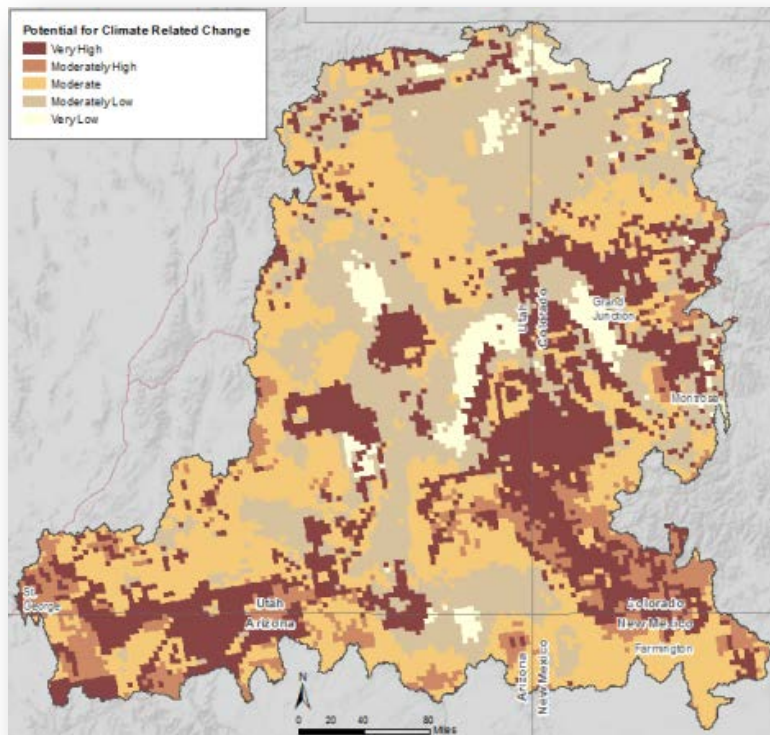 Potential for Climate Related Change
Very High
Moderately High
Moderate
Moderately Low
Very Low
Utah
Colorado
Grand
Junction
Montrose
St
George
Utah
Arizona
Colorado
New Mexico
Farmington
Arizona
New Mexico
N
0 20 40 80
Miles